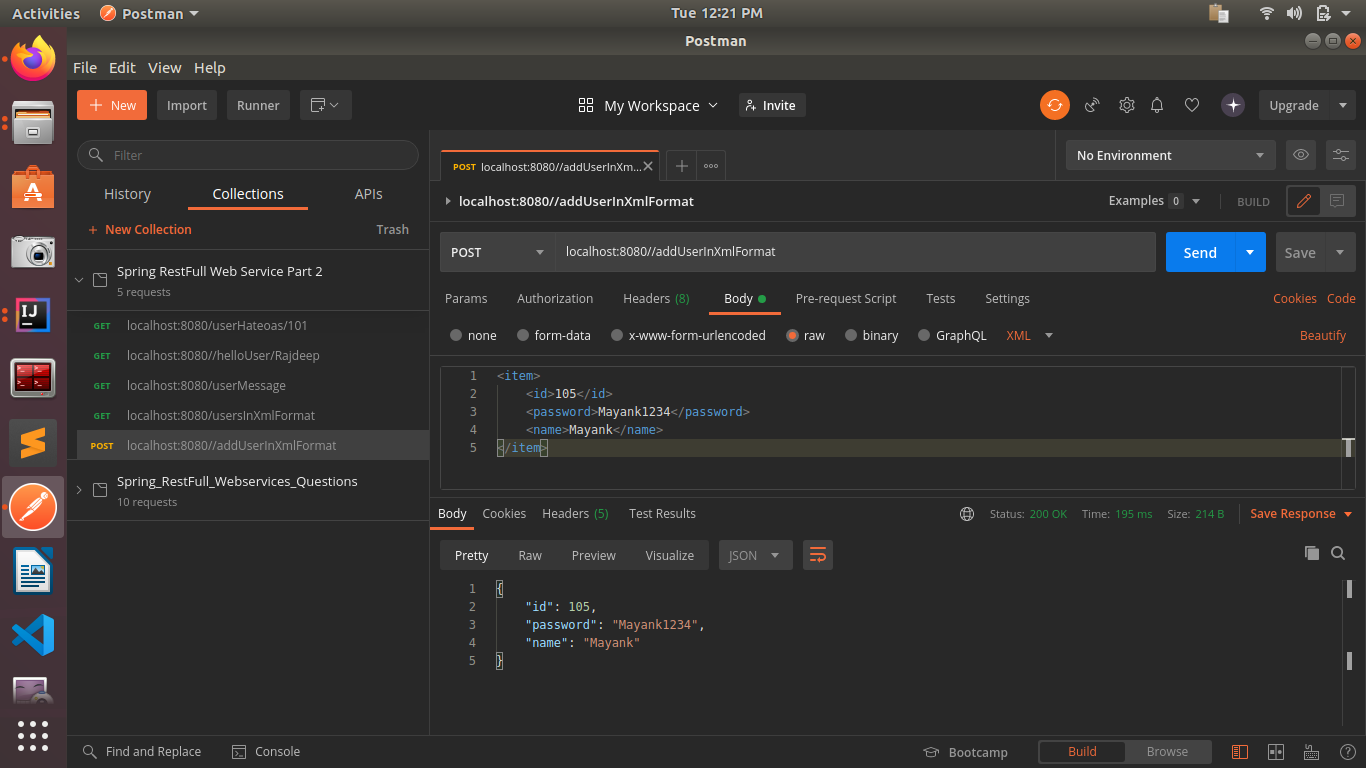 Activities Postman Tue 12:21 PM
Postman
File Edit View Help
+ New Import Runner My Workspace Invite Upgrade
Filter
History Collections APIs
+ New Collection Trash
Spring RestFull Web Service Part 2
5 requests
GET localhost:8080/userHateoas/101
GET localhost:8080//helloUser/Rajdeep
GET localhost:8080/userMessage
GET localhost:8080/usersInXmlFormat
POST localhost:8080//addUserInXmlFormat
Spring_RestFull_Webservices_Questions
10 requests
POST localhost:8080//addUserInXm... No Environment
localhost:8080//addUserInXmlFormat Examples 0 BUILD
POST localhost:8080//addUserInXmlFormat Send Save
Params Authorization Headers (8) Body Pre-request Script Tests Settings Cookies Code
none form-data x-www-form-urlencoded raw binary GraphQL XML Beautify
1 <item>
2 <id>105</id>
3 <password>Mayank1234</password>
4 <name>Mayank</name>
5 </item>
Body Cookies Headers (5) Test Results Status: 200 OK Time: 195 ms Size: 214 B Save Response
Pretty Raw Preview Visualize JSON
1 {
2 "id": 105,
3 "password": "Mayank1234",
4 "name": "Mayank"
5 }
Find and Replace Console Bootcamp Build Browse